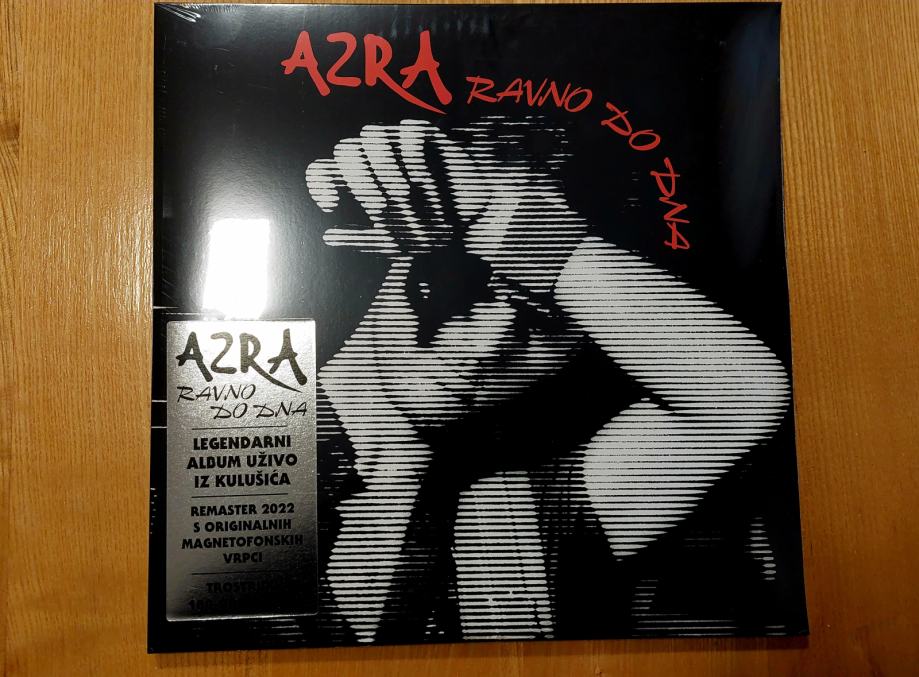 AZRA RAVNO DO DNA
AZRA
RAVNO
DO DNA
LEGENDARNI
ALBUM UŽIVO
IZ KULUŠIĆA
REMASTER 2022
S ORIGINALNIH
MAGNETOFONSKIH
VRPCI